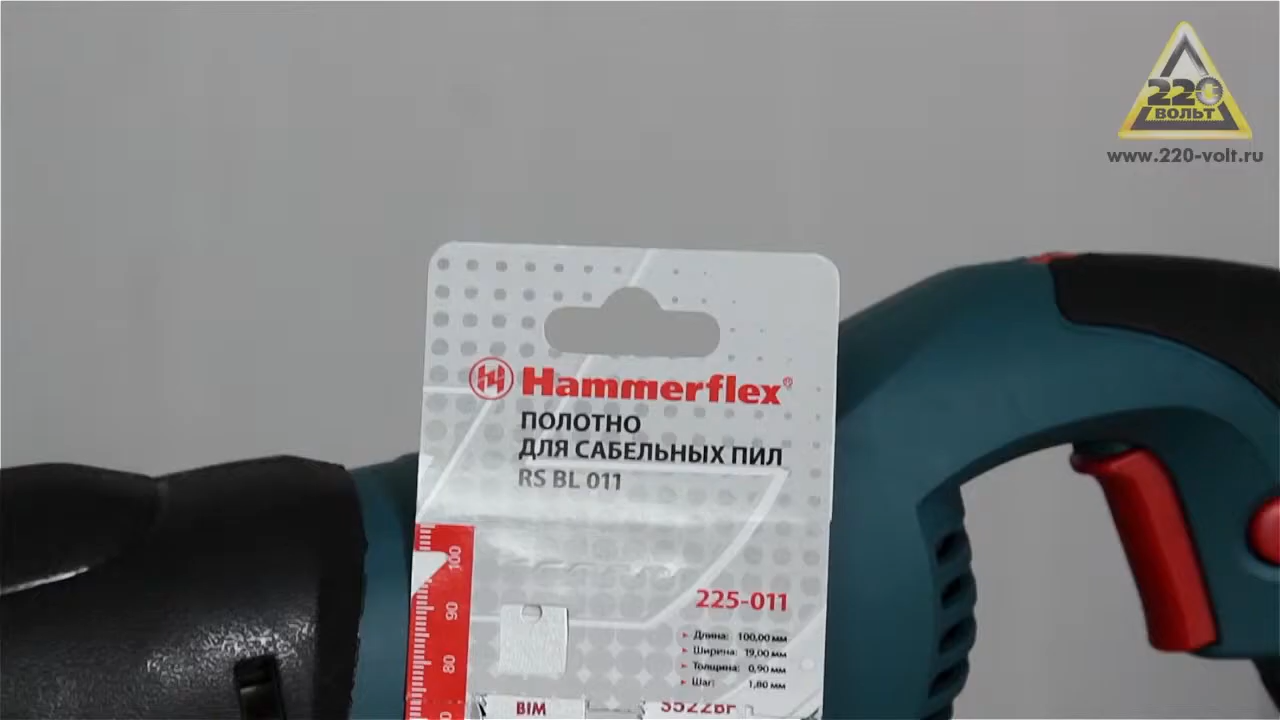 220
ВОЛЬТ
www.220-volt.ru
Hammerflex®
ПОЛОТНО
ДЛЯ САБЕЛЬНЫХ ПИЛ
RS BL 011
100
90
80
225-011
Длина: 100,00 мм
Ширина: 19,00 мм
Толщина: 0,90 мм
Шаг: 1,80 мм
BIM
S522BF